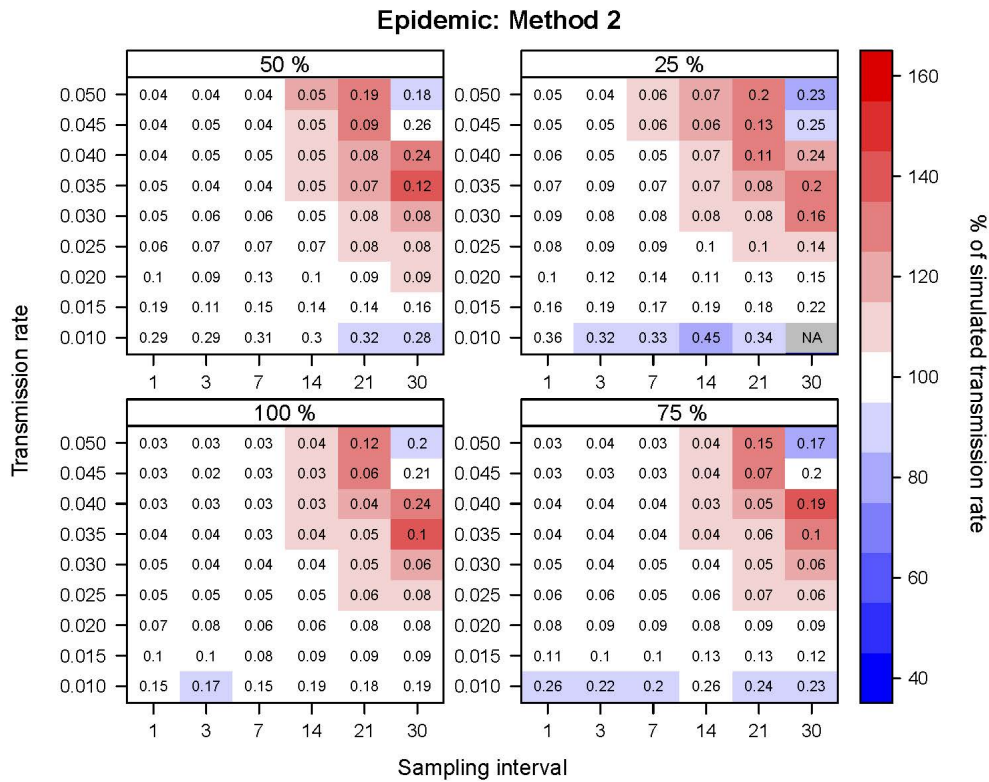 Epidemic: Method 2
50 %
0.050 0.04 0.04 0.04 0.05 0.19 0.18
0.045 0.04 0.05 0.04 0.05 0.09 0.26
0.040 0.04 0.05 0.05 0.05 0.08 0.24
0.035 0.05 0.04 0.04 0.05 0.07 0.12
0.030 0.05 0.06 0.06 0.05 0.08 0.08
0.025 0.06 0.07 0.07 0.07 0.08 0.08
0.020 0.1 0.09 0.13 0.1 0.09 0.09
0.015 0.19 0.11 0.15 0.14 0.14 0.16
0.010 0.29 0.29 0.31 0.3 0.32 0.28
1 3 7 14 21 30
25 %
0.050 0.05 0.04 0.06 0.07 0.2 0.23
0.045 0.05 0.05 0.06 0.06 0.13 0.25
0.040 0.06 0.05 0.05 0.07 0.11 0.24
0.035 0.07 0.09 0.07 0.07 0.08 0.2
0.030 0.09 0.08 0.08 0.08 0.08 0.16
0.025 0.08 0.09 0.09 0.1 0.1 0.14
0.020 0.1 0.12 0.14 0.11 0.13 0.15
0.015 0.16 0.19 0.17 0.19 0.18 0.22
0.010 0.36 0.32 0.33 0.45 0.34 NA
1 3 7 14 21 30
100 %
0.050 0.03 0.03 0.03 0.04 0.12 0.2
0.045 0.03 0.02 0.03 0.03 0.06 0.21
0.040 0.03 0.03 0.03 0.03 0.04 0.24
0.035 0.04 0.04 0.03 0.04 0.05 0.1
0.030 0.05 0.04 0.04 0.05 0.05 0.06
0.025 0.05 0.05 0.05 0.05 0.06 0.08
0.020 0.07 0.08 0.06 0.08 0.08 0.08
0.015 0.1 0.1 0.08 0.09 0.09 0.09
0.010 0.15 0.17 0.15 0.19 0.18 0.19
1 3 7 14 21 30
75 %
0.050 0.03 0.04 0.03 0.04 0.15 0.17
0.045 0.03 0.03 0.03 0.04 0.07 0.2
0.040 0.04 0.04 0.04 0.03 0.05 0.19
0.035 0.04 0.04 0.04 0.04 0.06 0.1
0.030 0.05 0.04 0.05 0.04 0.05 0.06
0.025 0.06 0.06 0.05 0.06 0.07 0.06
0.020 0.08 0.09 0.09 0.08 0.09 0.09
0.015 0.11 0.1 0.1 0.13 0.13 0.12
0.010 0.26 0.22 0.2 0.26 0.24 0.23
1 3 7 14 21 30
Transmission rate
Sampling interval
160
140
120
100
80
60
40
% of simulated transmission rate